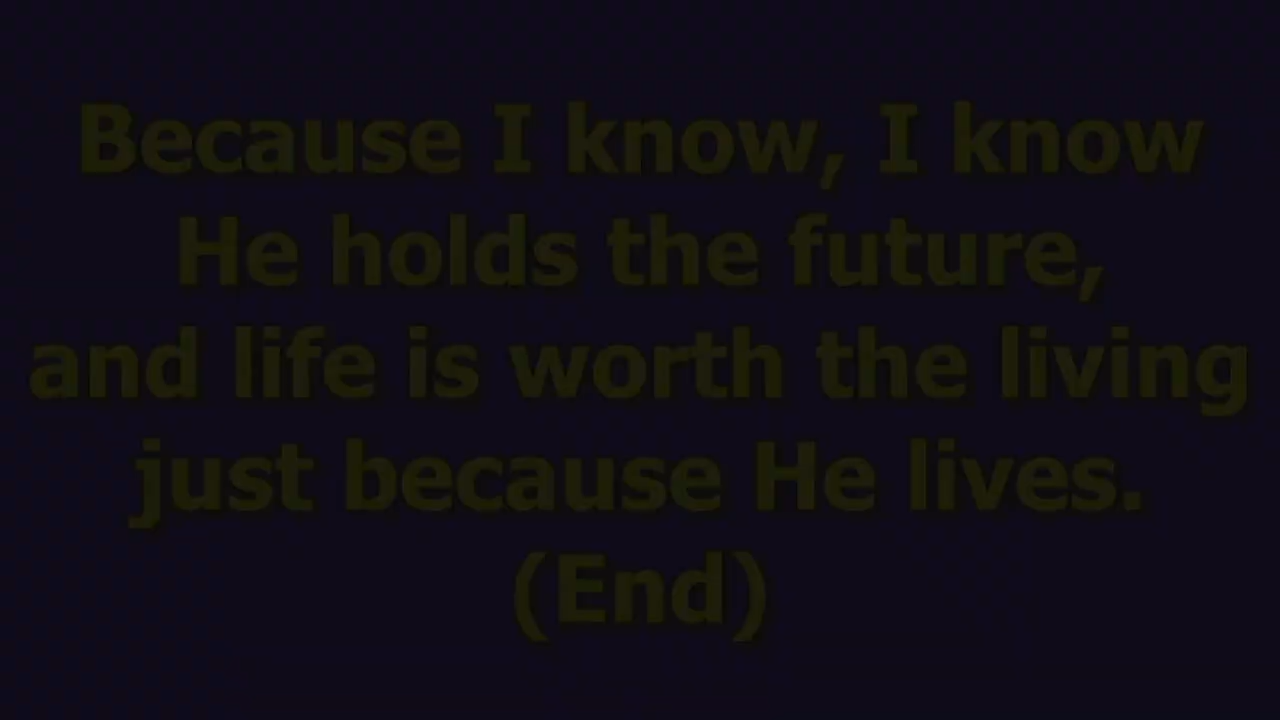 Because I know, I know
He holds the future,
and life is worth the living
just because He lives.
(End)